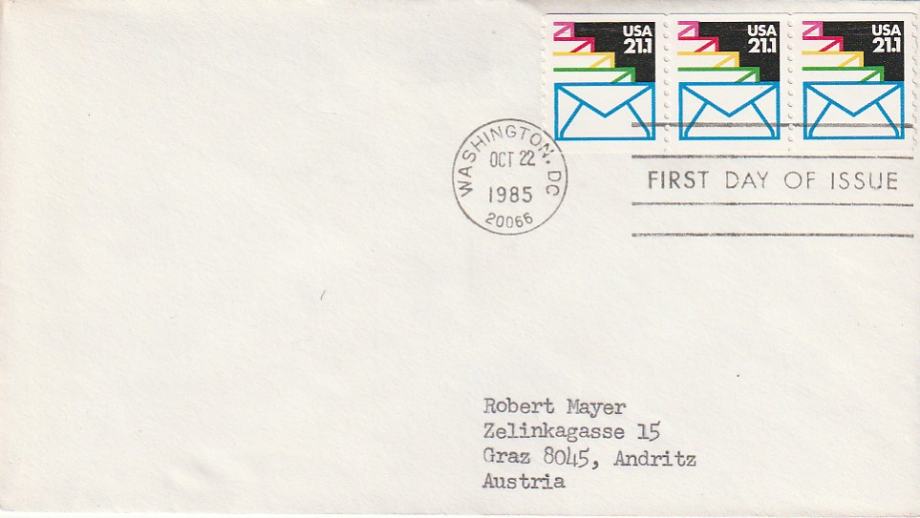 USA
21.1
USA
21.1
USA
21.1
WASHINGTON, DC
OCT 22
1985
20066
FIRST DAY OF ISSUE
Robert Mayer
Zelinkagasse 15
Graz 8045, Andritz
Austria